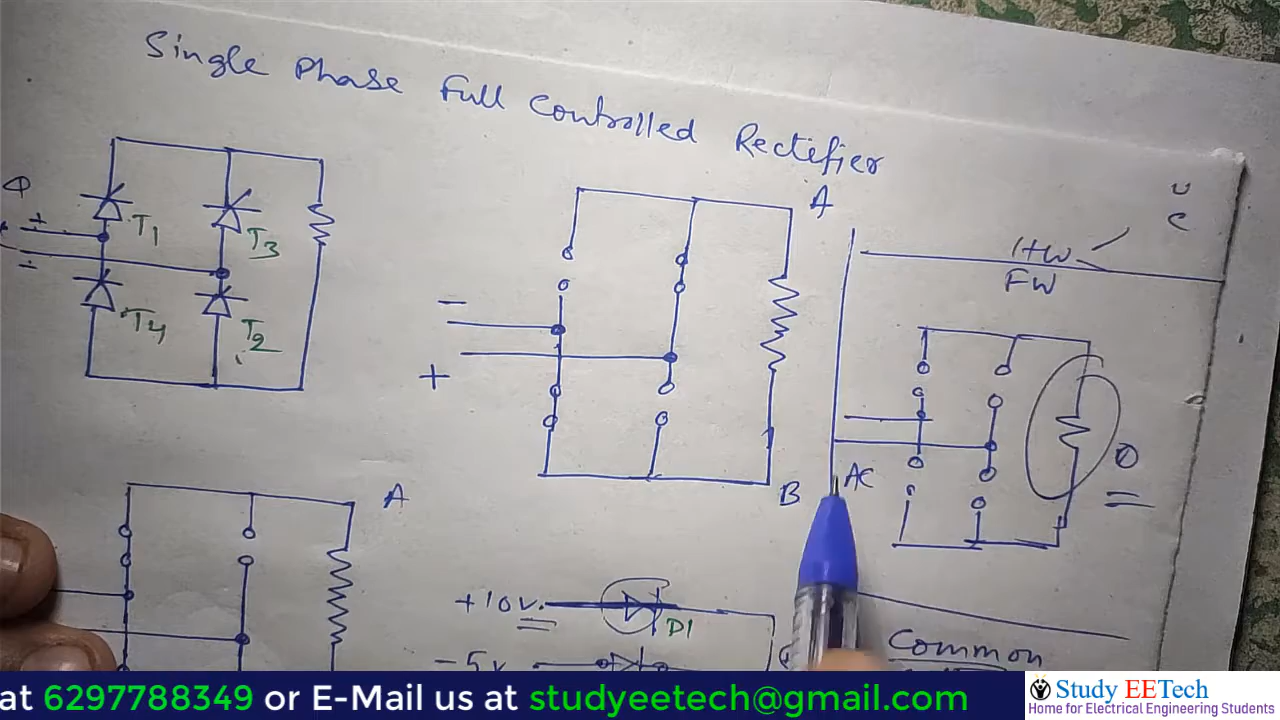 Single Phase Full Controlled Rectifier
T1
T3
T4
T2
+
-
-
+
A
B
U
C
HW
FW
AC
0
A
+10v.
D1
-5v
Common
at 6297788349 or E-Mail us at studyeetech@gmail.com
Study EETech
Home for Electrical Engineering Students